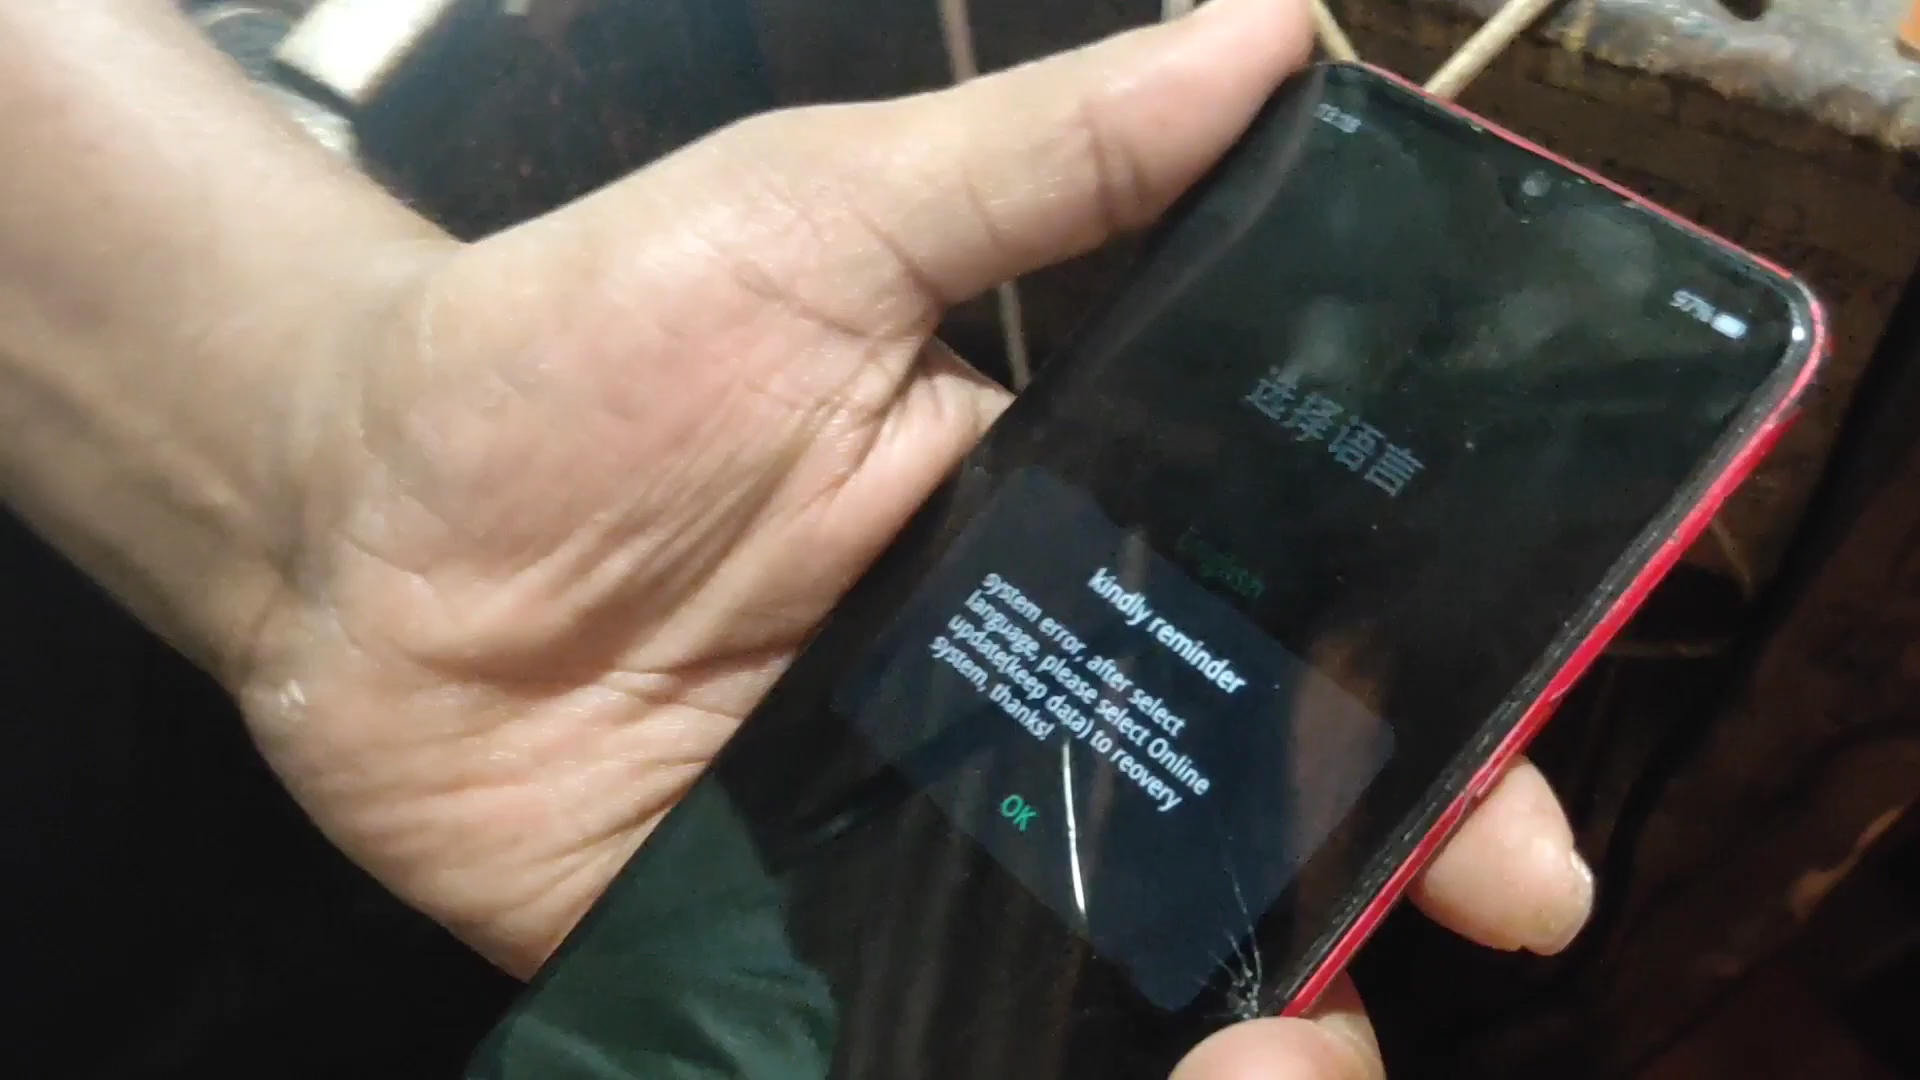 97%
选择语言
English
kindly reminder
system error, after select
language, please select Online
update(keep data) to reovery
system, thanks!
OK